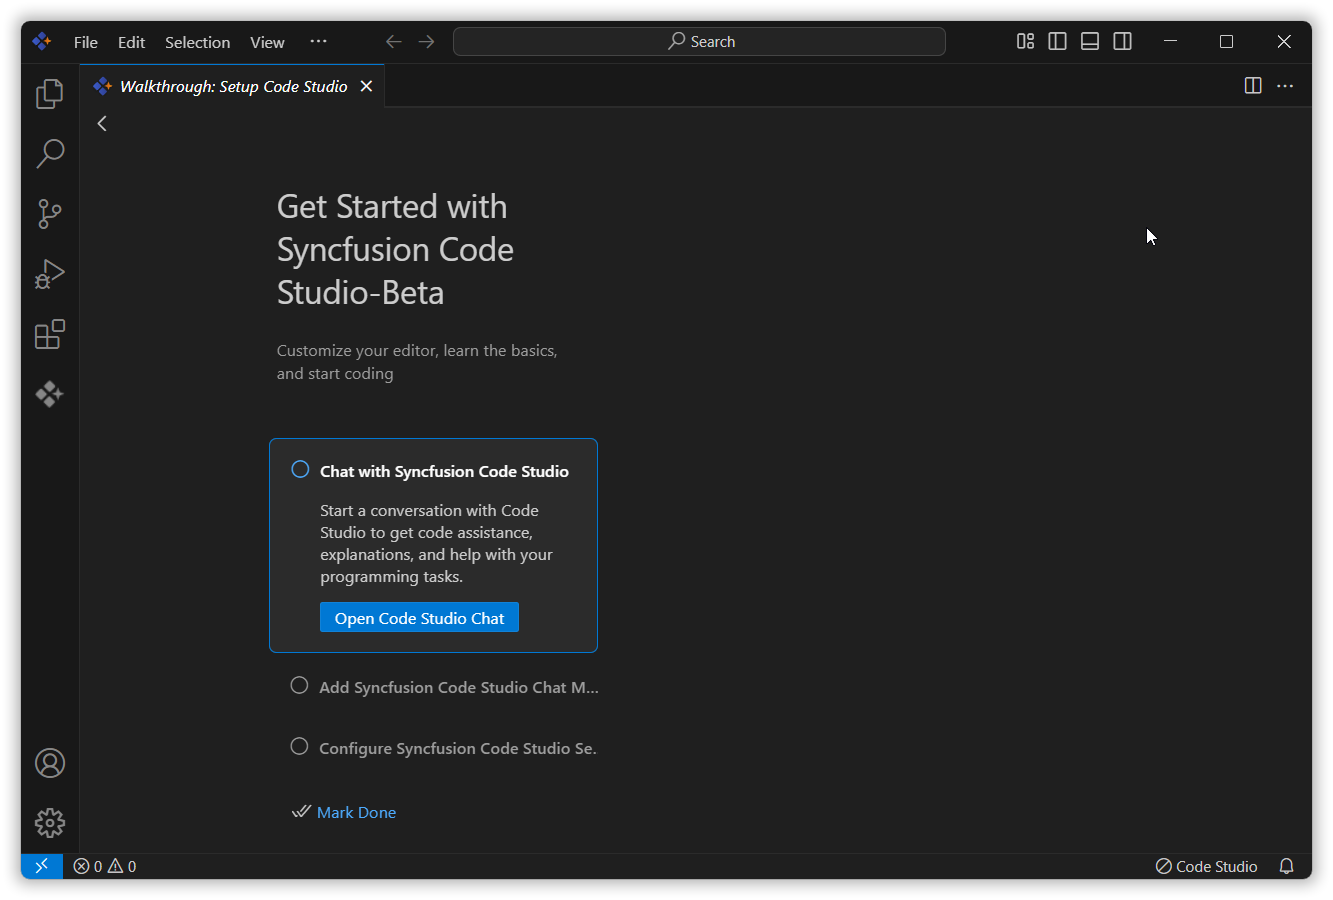 File Edit Selection View ··· Search
Walkthrough: Setup Code Studio
Get Started with
Syncfusion Code
Studio-Beta
Customize your editor, learn the basics,
and start coding
Chat with Syncfusion Code Studio
Start a conversation with Code
Studio to get code assistance,
explanations, and help with your
programming tasks.
Open Code Studio Chat
Add Syncfusion Code Studio Chat M...
Configure Syncfusion Code Studio Se.
Mark Done
0 0 Code Studio